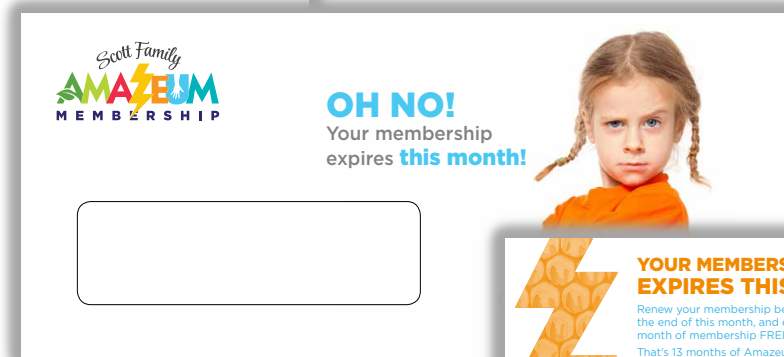 Scott Family
AMAZEUM
MEMBERSHIP
OH NO!
Your membership
expires this month!
YOUR MEMBERS
EXPIRES THIS
Renew your membership be
the end of this month, and
month of membership FREE
That's 13 months of Amazeu